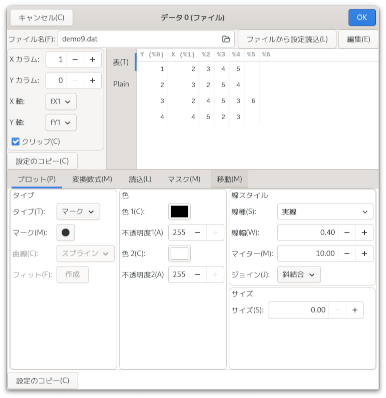 キャンセル(C) データ 0 (ファイル) OK
ファイル名(F): demo9.dat ファイルから設定読込(L) 編集(E)
X カラム: 1 − +
Y カラム: 0 − +
X 軸: fX1
Y 軸: fY1
クリップ(C)
設定のコピー(C)
表(T)
Plain
Y (%0) X (%1) %2 %3 %4 %5 %6
1 2 3 4 5
2 3 2 5 4
3 2 4 5 3 6
4 4 5 2 3
プロット(P) 変換数式(M) 読込(L) マスク(M) 移動(M)
タイプ
タイプ(T): マーク
マーク(M):
曲線(C): スプライン
フィット(F): 作成
色
色 1(C):
不透明度1(A) 255 − +
色 2(C):
不透明度2(A) 255 − +
線スタイル
線種(S): 実線
線幅(W): 0.40 − +
マイター(M): 10.00 − +
ジョイン(J): 斜結合
サイズ
サイズ(S): 0.00 − +
設定のコピー(C)